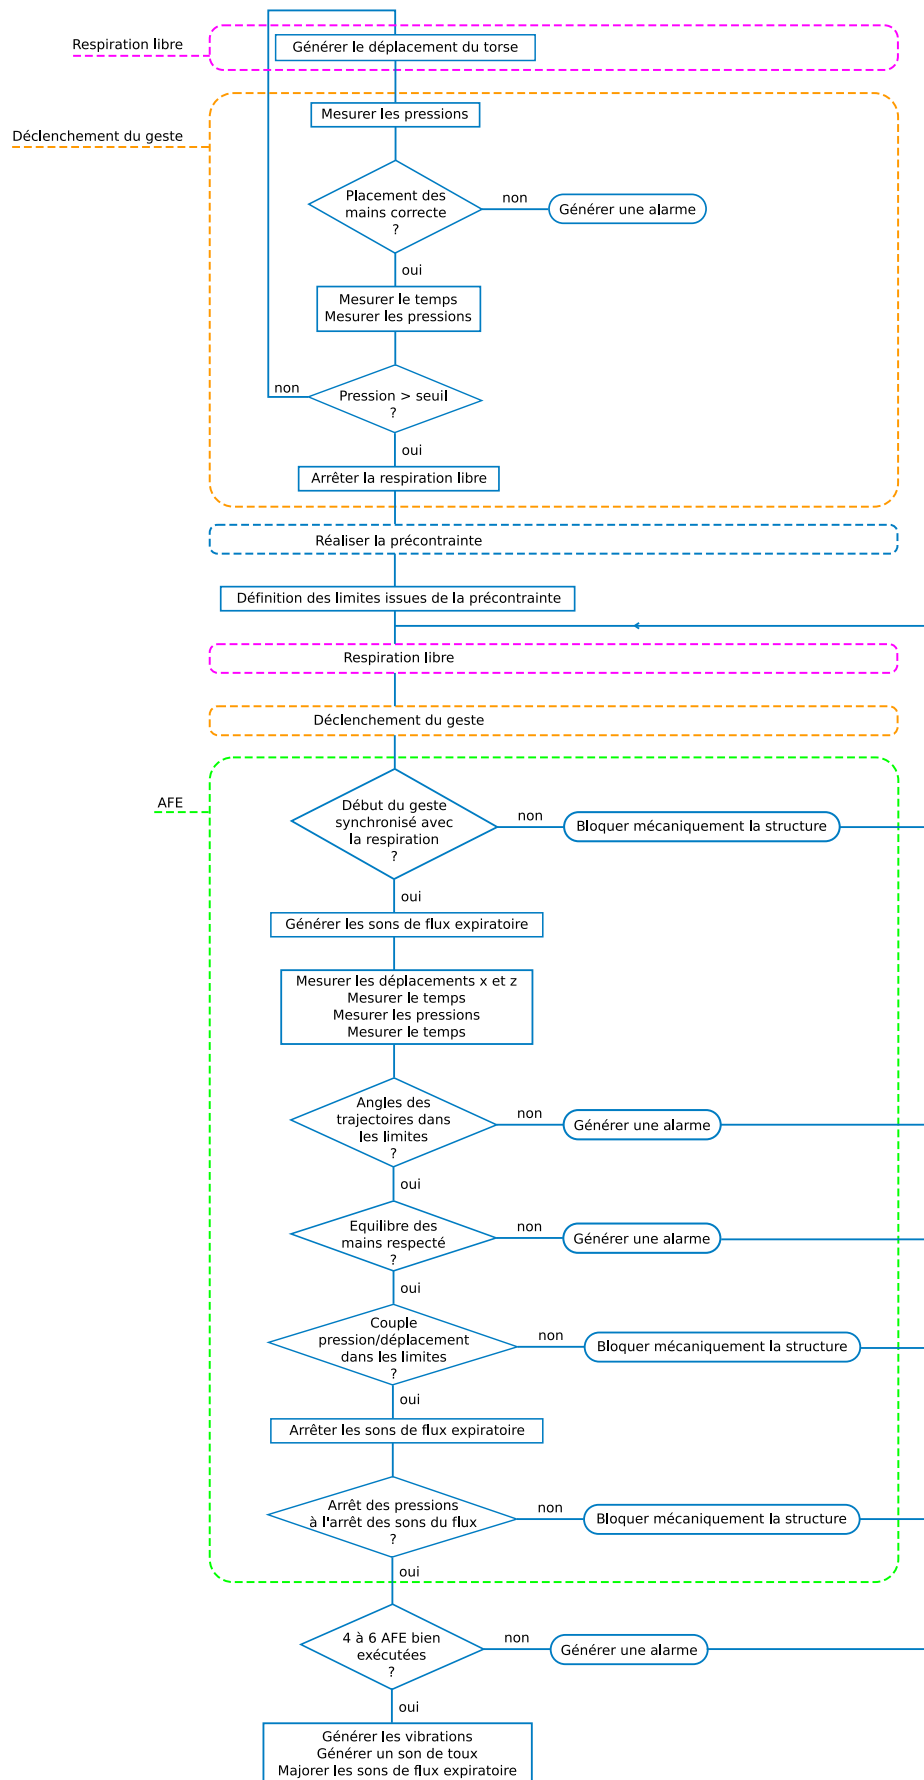 Respiration libre
Générer le déplacement du torse
Déclenchement du geste
Mesurer les pressions
Placement des
mains correcte
?
non
Générer une alarme
oui
Mesurer le temps
Mesurer les pressions
non
Pression > seuil
?
oui
Arrêter la respiration libre
Réaliser la précontrainte
Définition des limites issues de la précontrainte
Respiration libre
Déclenchement du geste
AFE
Début du geste
synchronisé avec
la respiration
?
non
Bloquer mécaniquement la structure
oui
Générer les sons de flux expiratoire
Mesurer les déplacements x et z
Mesurer le temps
Mesurer les pressions
Mesurer le temps
Angles des
trajectoires dans
les limites
?
non
Générer une alarme
oui
Equilibre des
mains respecté
?
non
Générer une alarme
oui
Couple
pression/déplacement
dans les limites
?
non
Bloquer mécaniquement la structure
oui
Arrêter les sons de flux expiratoire
Arrêt des pressions
à l'arrêt des sons du flux
?
non
Bloquer mécaniquement la structure
oui
4 à 6 AFE bien
exécutées
?
non
Générer une alarme
oui
Générer les vibrations
Générer un son de toux
Majorer les sons de flux expiratoire